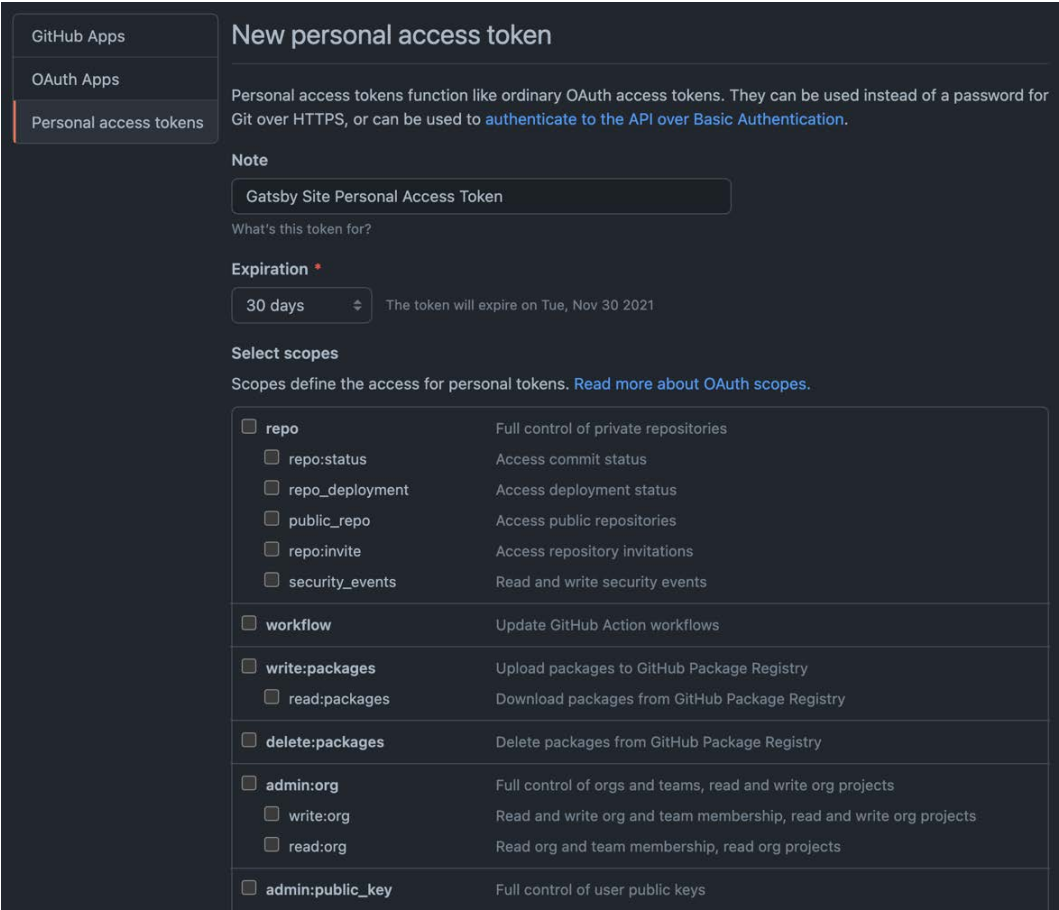 GitHub Apps
OAuth Apps
Personal access tokens
New personal access token
Personal access tokens function like ordinary OAuth access tokens. They can be used instead of a password for
Git over HTTPS, or can be used to authenticate to the API over Basic Authentication.
Note
Gatsby Site Personal Access Token
What's this token for?
Expiration *
30 days The token will expire on Tue, Nov 30 2021
Select scopes
Scopes define the access for personal tokens. Read more about OAuth scopes.
repo Full control of private repositories
repo:status Access commit status
repo_deployment Access deployment status
public_repo Access public repositories
repo:invite Access repository invitations
security_events Read and write security events
workflow Update GitHub Action workflows
write:packages Upload packages to GitHub Package Registry
read:packages Download packages from GitHub Package Registry
delete:packages Delete packages from GitHub Package Registry
admin:org Full control of orgs and teams, read and write org projects
write:org Read and write org and team membership, read and write org projects
read:org Read org and team membership, read org projects
admin:public_key Full control of user public keys